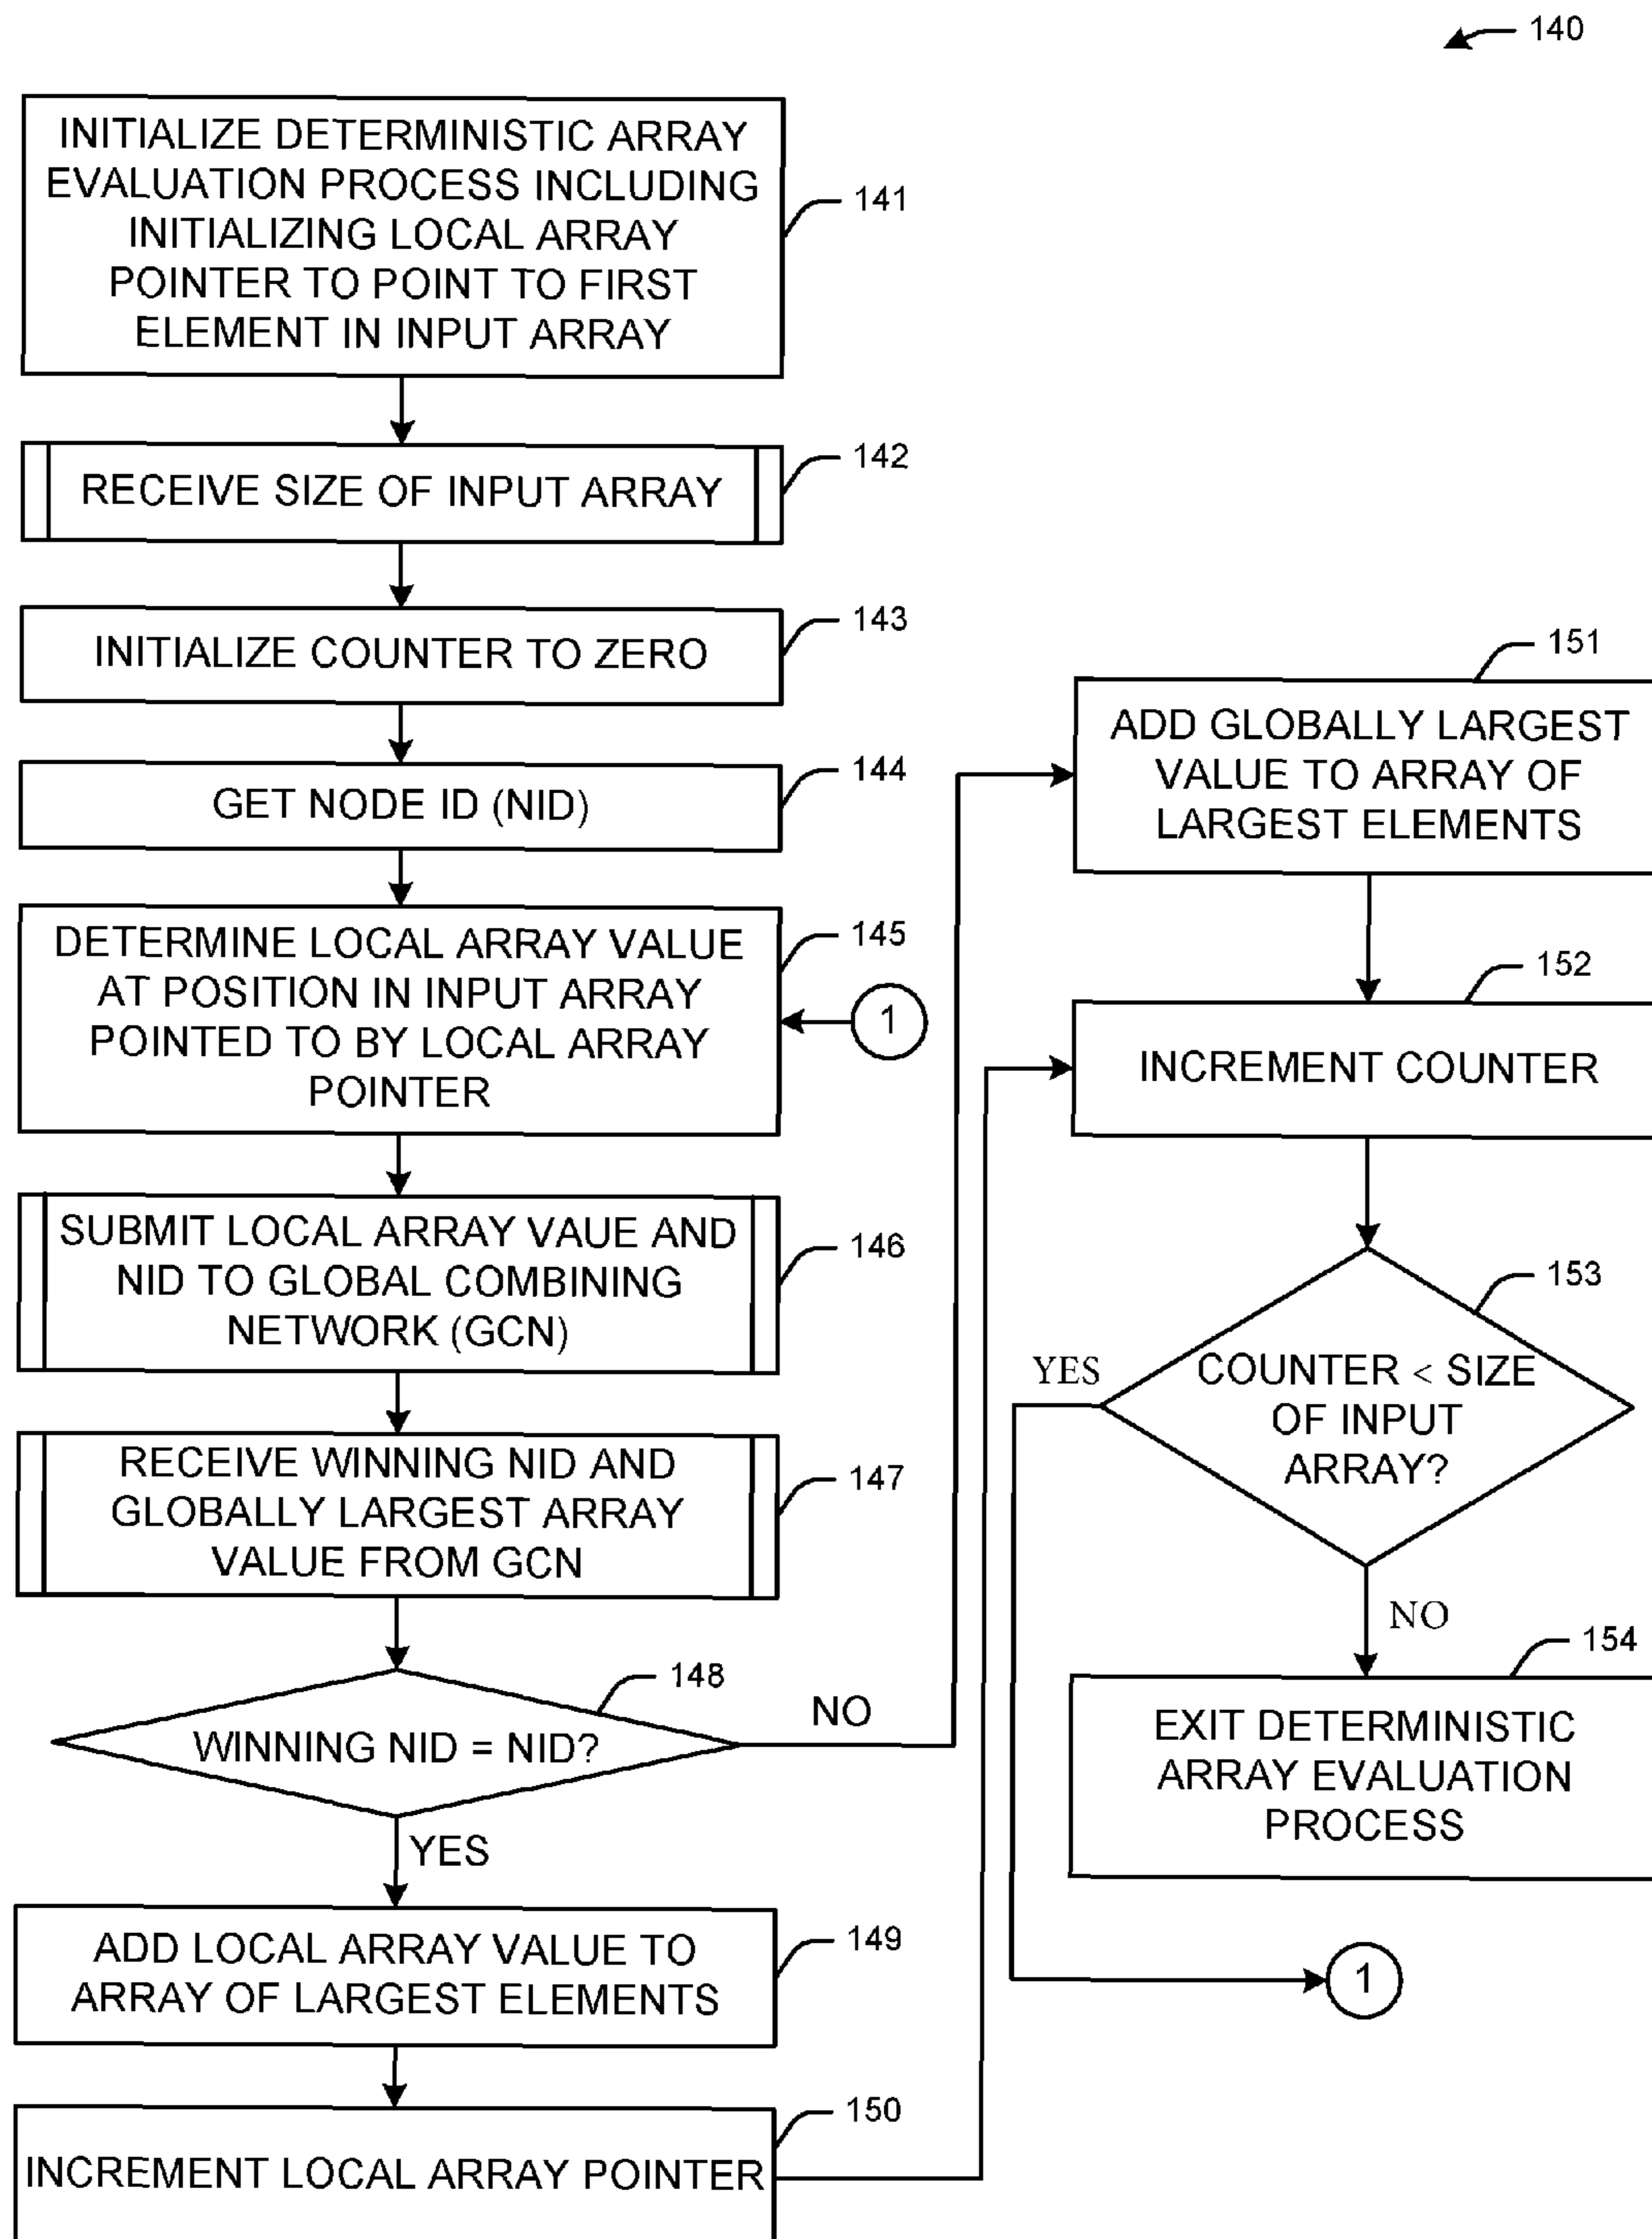 140
INITIALIZE DETERMINISTIC ARRAY
EVALUATION PROCESS INCLUDING
INITIALIZING LOCAL ARRAY
POINTER TO POINT TO FIRST
ELEMENT IN INPUT ARRAY
141
RECEIVE SIZE OF INPUT ARRAY
142
INITIALIZE COUNTER TO ZERO
143
GET NODE ID (NID)
144
DETERMINE LOCAL ARRAY VALUE
AT POSITION IN INPUT ARRAY
POINTED TO BY LOCAL ARRAY
POINTER
145
1
SUBMIT LOCAL ARRAY VAUE AND
NID TO GLOBAL COMBINING
NETWORK (GCN)
146
RECEIVE WINNING NID AND
GLOBALLY LARGEST ARRAY
VALUE FROM GCN
147
WINNING NID = NID?
148
NO
YES
ADD LOCAL ARRAY VALUE TO
ARRAY OF LARGEST ELEMENTS
149
INCREMENT LOCAL ARRAY POINTER
150
151
ADD GLOBALLY LARGEST
VALUE TO ARRAY OF
LARGEST ELEMENTS
152
INCREMENT COUNTER
153
YES
COUNTER < SIZE
OF INPUT
ARRAY?
NO
154
EXIT DETERMINISTIC
ARRAY EVALUATION
PROCESS
1